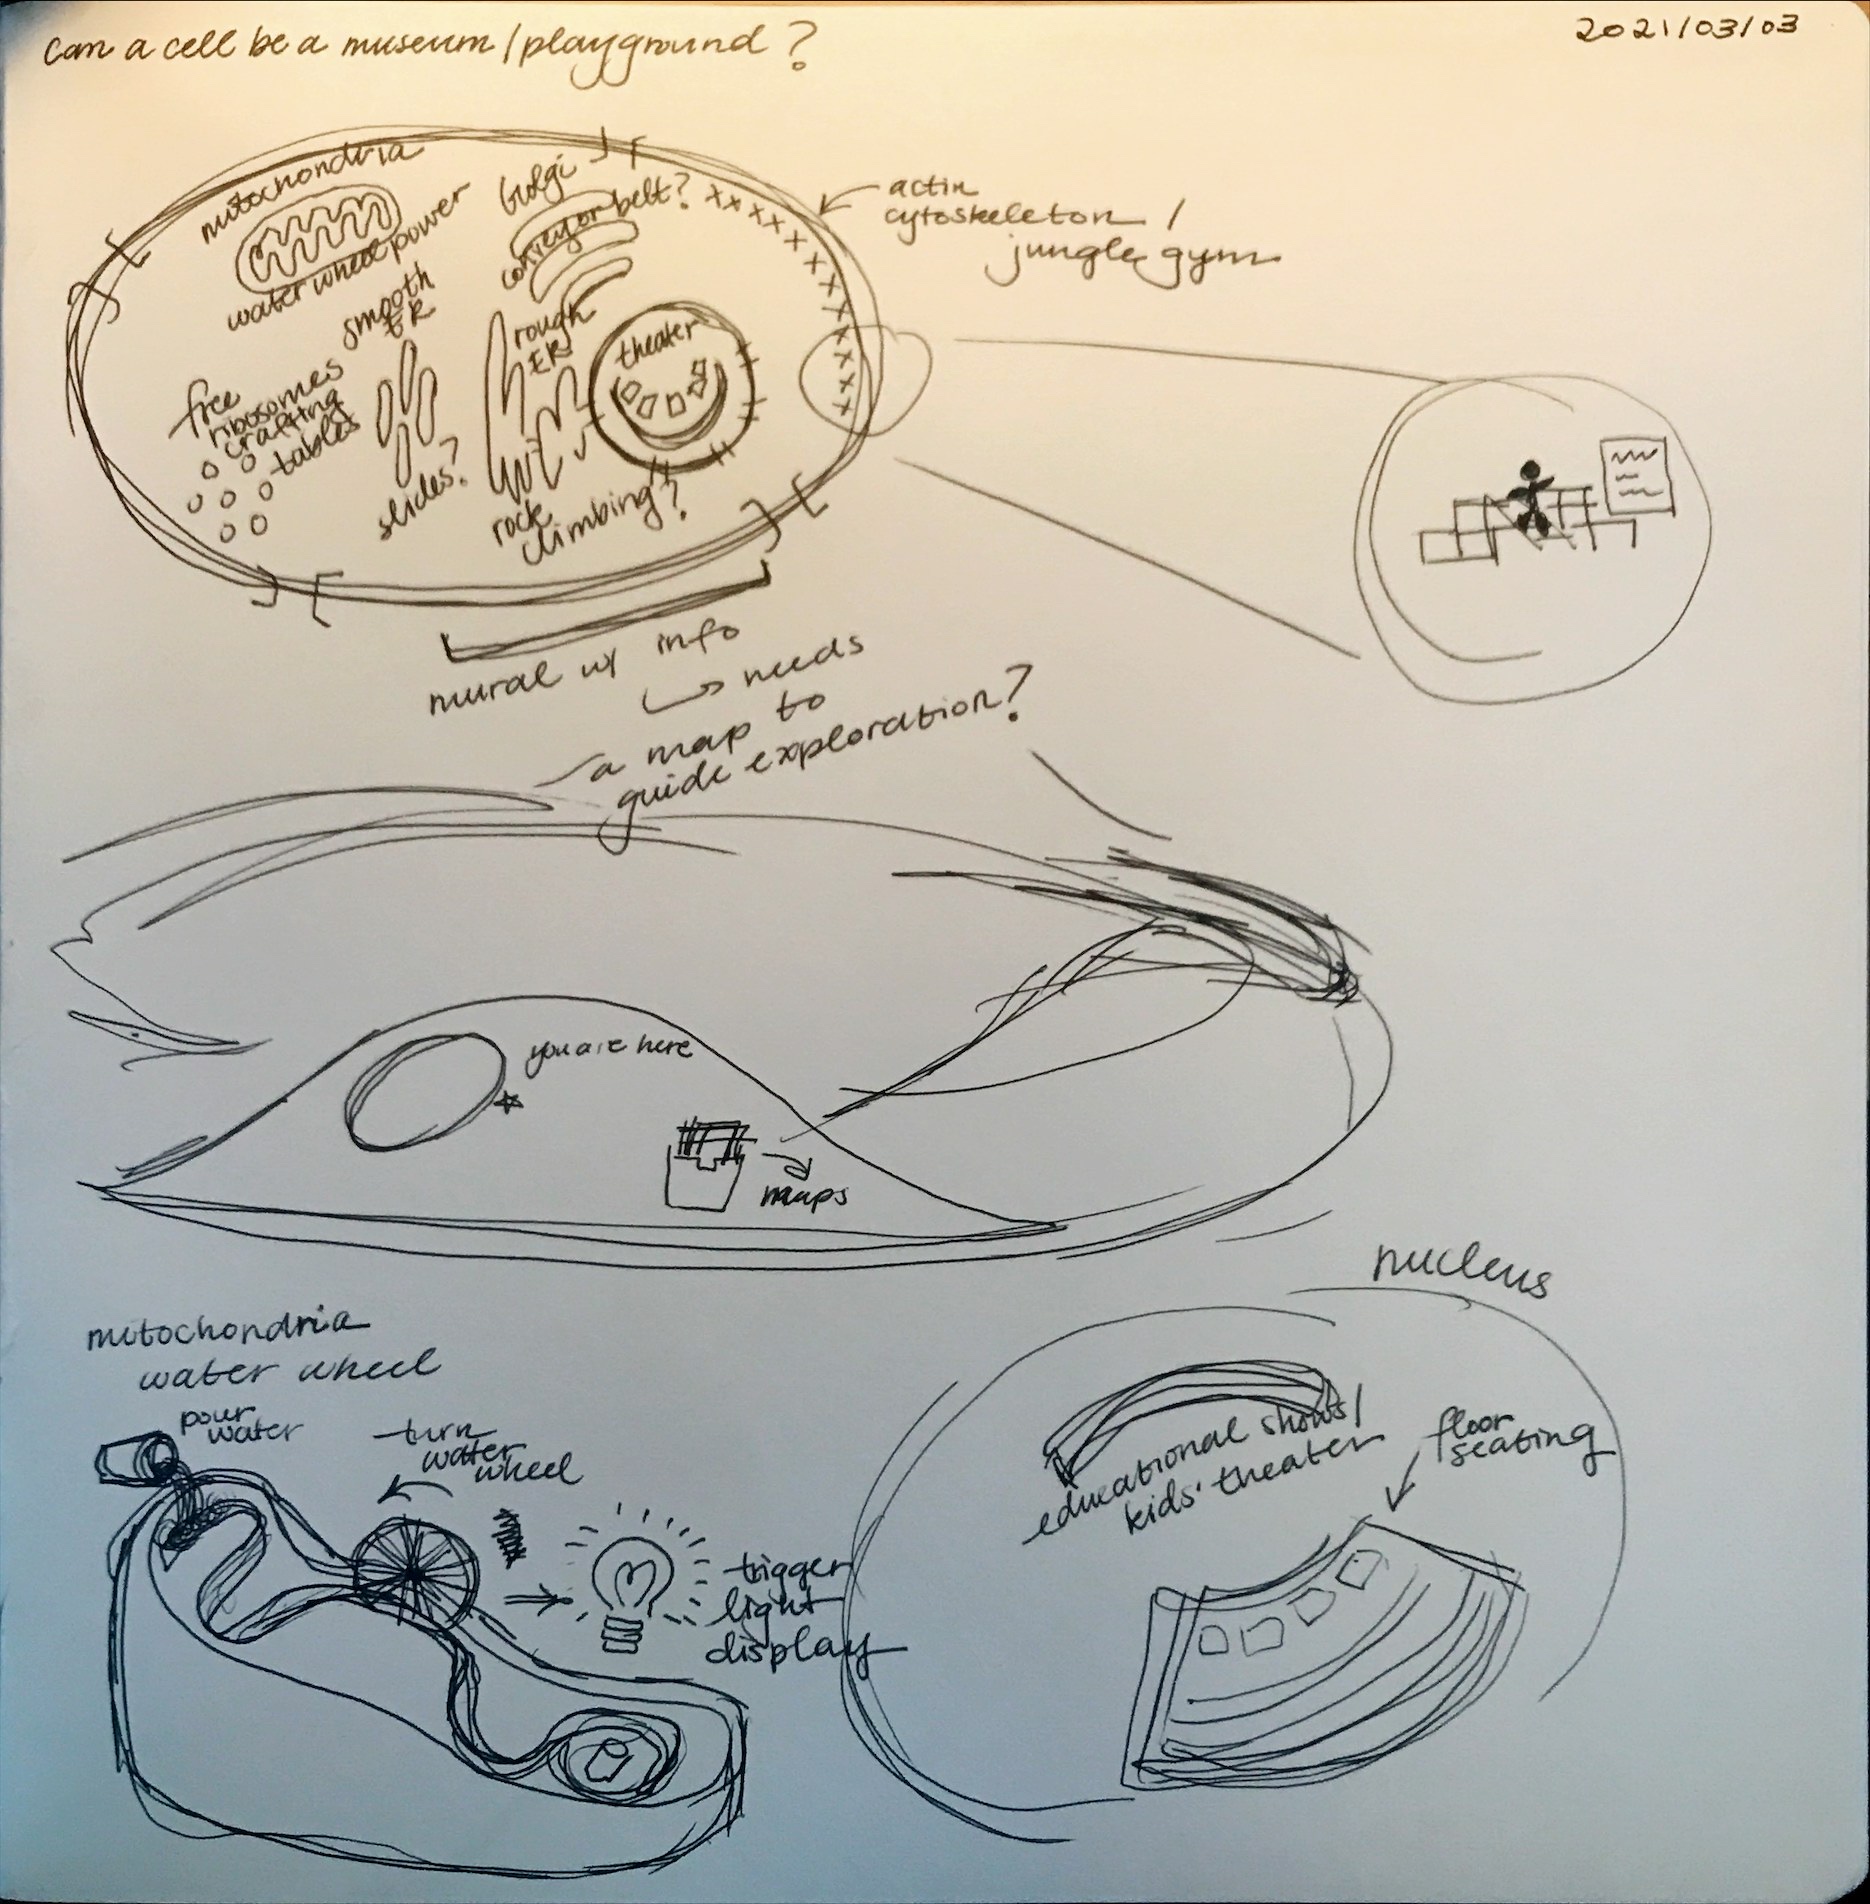 can a cell be a museum/playground?
2021/03/03
mitochondria
water wheel power
Golgi
conveyor belt?
xxxxxxxxxxxxx
actin
cytoskeleton /
jungle gym
smooth
ER
slides?
rough
ER
rock
climbing?
theater
free
ribosomes
crafting
tables
mural w/ info
needs
a map to
guide exploration?
you are here
maps
mitochondria
water wheel
pour
water
turn
water
wheel
trigger
light
display
nucleus
educational shows/
kids' theater
floor
seating